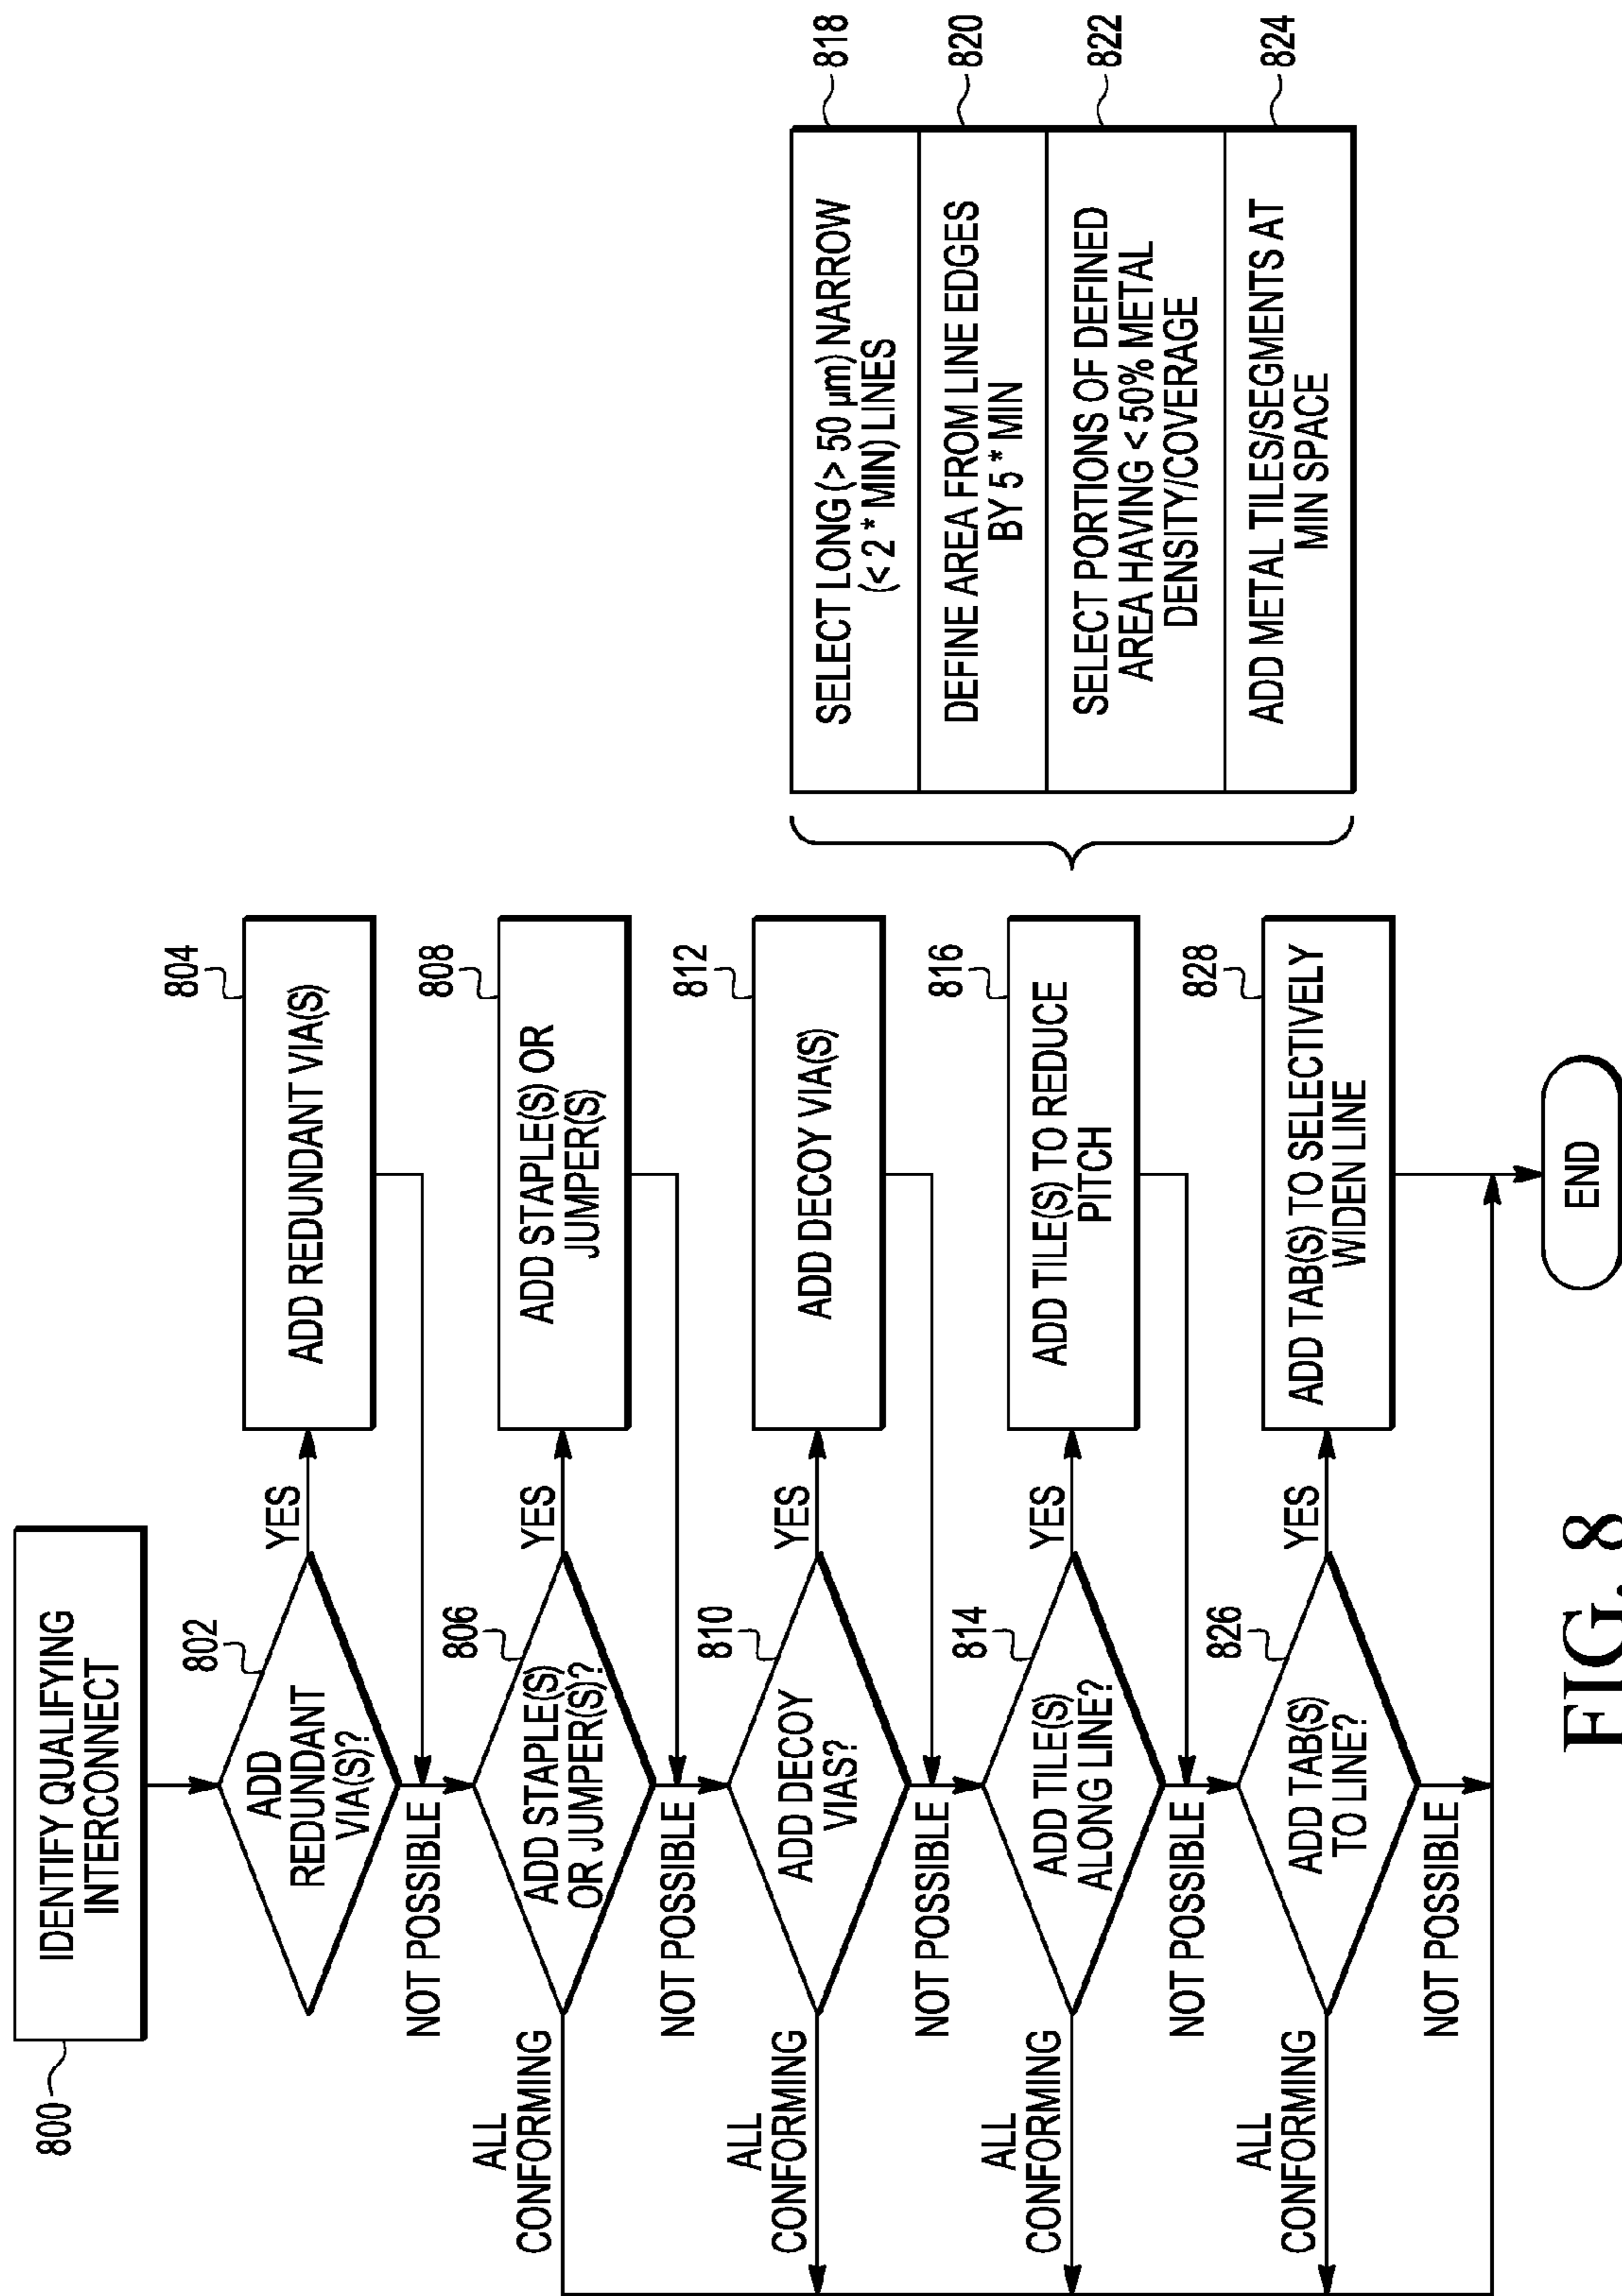 800
IDENTIFY QUALIFYING
INTERCONNECT
802
ADD
REDUNDANT
VIA(S)?
YES
804
ADD REDUNDANT VIA(S)
NOT POSSIBLE
806
ADD STAPLE(S)
OR JUMPER(S)?
YES
808
ADD STAPLE(S) OR
JUMPER(S)
ALL
CONFORMING
NOT POSSIBLE
810
ADD DECOY
VIAS?
YES
812
ADD DECOY VIA(S)
ALL
CONFORMING
NOT POSSIBLE
814
ADD TILE(S)
ALONG LINE?
YES
816
ADD TILE(S) TO REDUCE
PITCH
ALL
CONFORMING
NOT POSSIBLE
826
ADD TAB(S)
TO LINE?
YES
828
ADD TAB(S) TO SELECTIVELY
WIDEN LINE
ALL
CONFORMING
NOT POSSIBLE
END
SELECT LONG (> 50 µm) NARROW
(< 2 * MIN) LINES
818
DEFINE AREA FROM LINE EDGES
BY 5 * MIN
820
SELECT PORTIONS OF DEFINED
AREA HAVING < 50% METAL
DENSITY/COVERAGE
822
ADD METAL TILES/SEGMENTS AT
MIN SPACE
824
FIG. 8